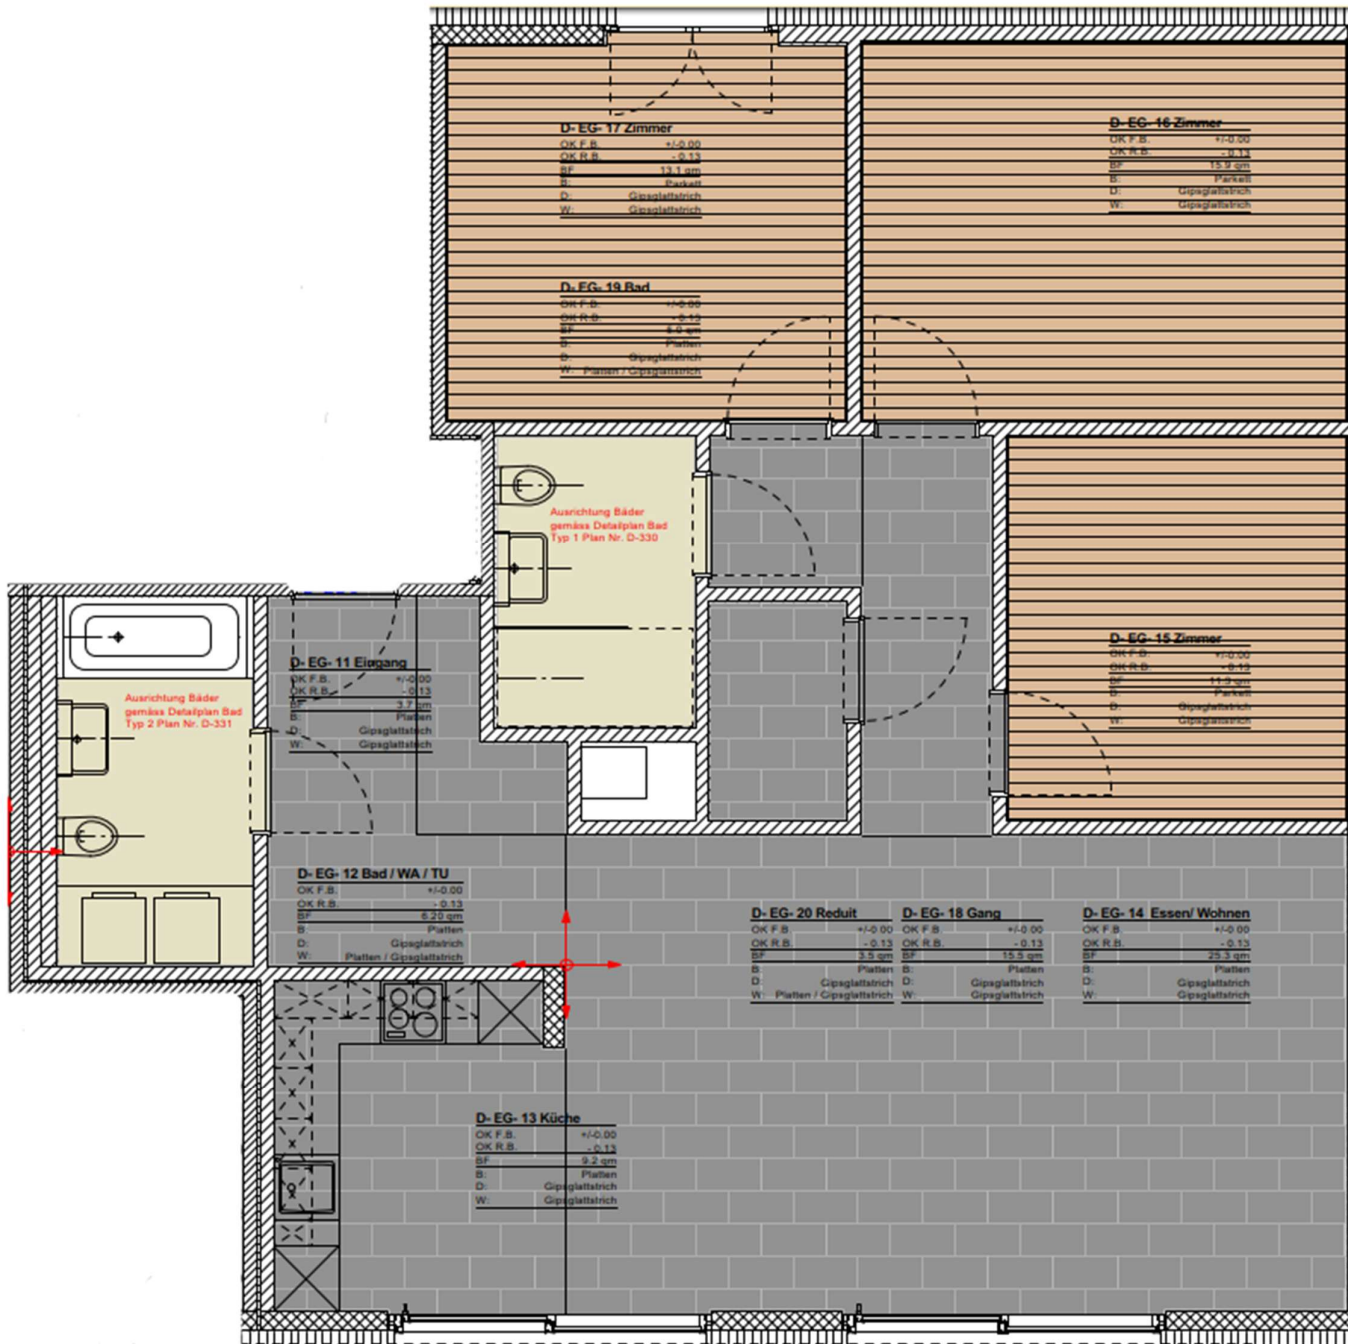 D- EG- 17 Zimmer
OK F.B. +/-0.00
OK R.B. - 0.13
BF 13.1 qm
B: Parkett
D: Gipsglattstrich
W: Gipsglattstrich
D- EG- 16 Zimmer
OK F.B. +/-0.00
OK R.B. - 0.13
BF 15.9 qm
B: Parkett
D: Gipsglattstrich
W: Gipsglattstrich
D- EG- 19 Bad
OK F.B. +/-0.00
OK R.B. - 0.13
BF qm
B: Platten
D: Gipsglattstrich
W: Platten / Gipsglattstrich
Ausrichtung Bäder
gemäss Detailplan Bad
Typ 1 Plan Nr. D-330
D- EG- 15 Zimmer
OK F.B. +/-0.00
OK R.B. - 0.13
BF 11.3 qm
B: Parkett
D: Gipsglattstrich
W: Gipsglattstrich
D- EG- 11 Eingang
OK F.B. +/-0.00
OK R.B. - 0.13
BF 3.7 qm
B: Platten
D: Gipsglattstrich
W: Gipsglattstrich
Ausrichtung Bäder
gemäss Detailplan Bad
Typ 2 Plan Nr. D-331
D- EG- 12 Bad / WA / TU
OK F.B. +/-0.00
OK R.B. - 0.13
BF 6.20 qm
B: Platten
D: Gipsglattstrich
W: Platten / Gipsglattstrich
D- EG- 20 Reduit
OK F.B. +/-0.00
OK R.B. - 0.13
BF 3.5 qm
B: Platten
D: Gipsglattstrich
W: Platten / Gipsglattstrich
D- EG- 18 Gang
OK F.B. +/-0.00
OK R.B. - 0.13
BF 15.5 qm
B: Platten
D: Gipsglattstrich
W: Gipsglattstrich
D- EG- 14 Essen/ Wohnen
OK F.B. +/-0.00
OK R.B. - 0.13
BF 25.3 qm
B: Platten
D: Gipsglattstrich
W: Gipsglattstrich
D- EG- 13 Küche
OK F.B. +/-0.00
OK R.B. - 0.13
BF 9.2 qm
B: Platten
D: Gipsglattstrich
W: Gipsglattstrich